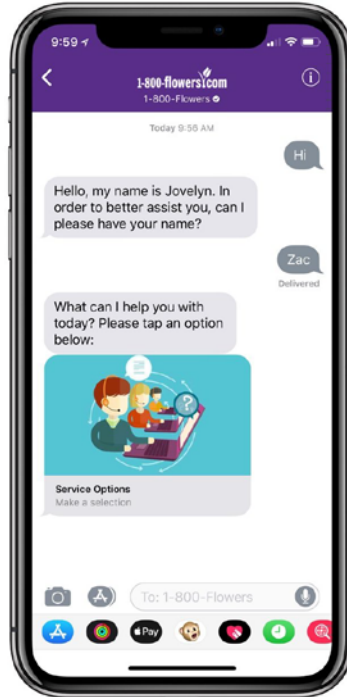 9:59
1-800-flowers.com
1-800-Flowers
Today 9:56 AM
Hi
Hello, my name is Jovelyn. In
order to better assist you, can I
please have your name?
Zac
Delivered
What can I help you with
today? Please tap an option
below:
?
Service Options
Make a selection
To: 1-800-Flowers
Pay